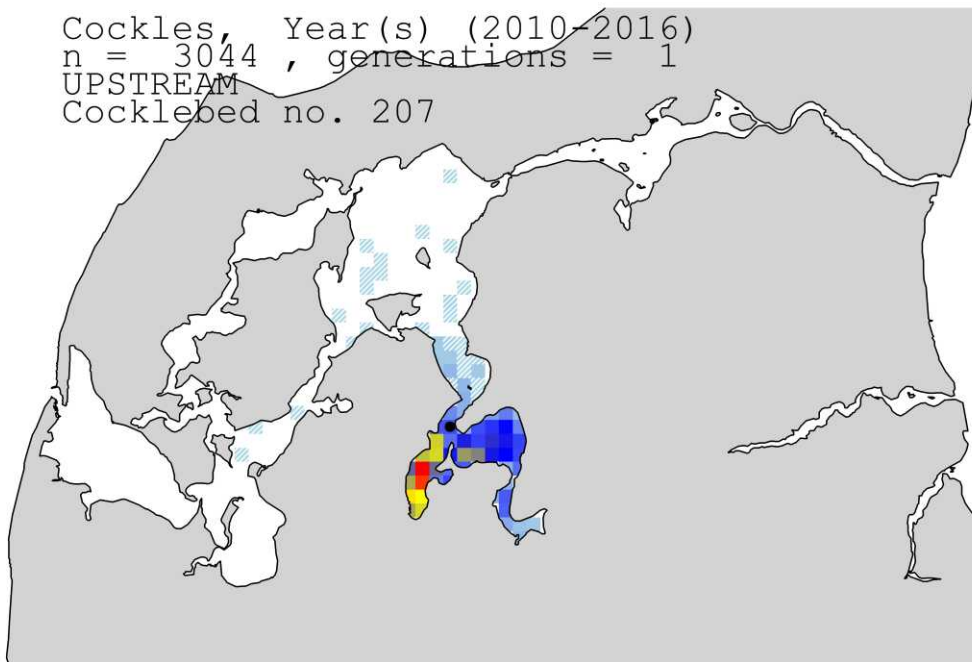 Cockles, Year(s) (2010-2016)
n = 3044 , generations = 1
UPSTREAM
Cocklebed no. 207